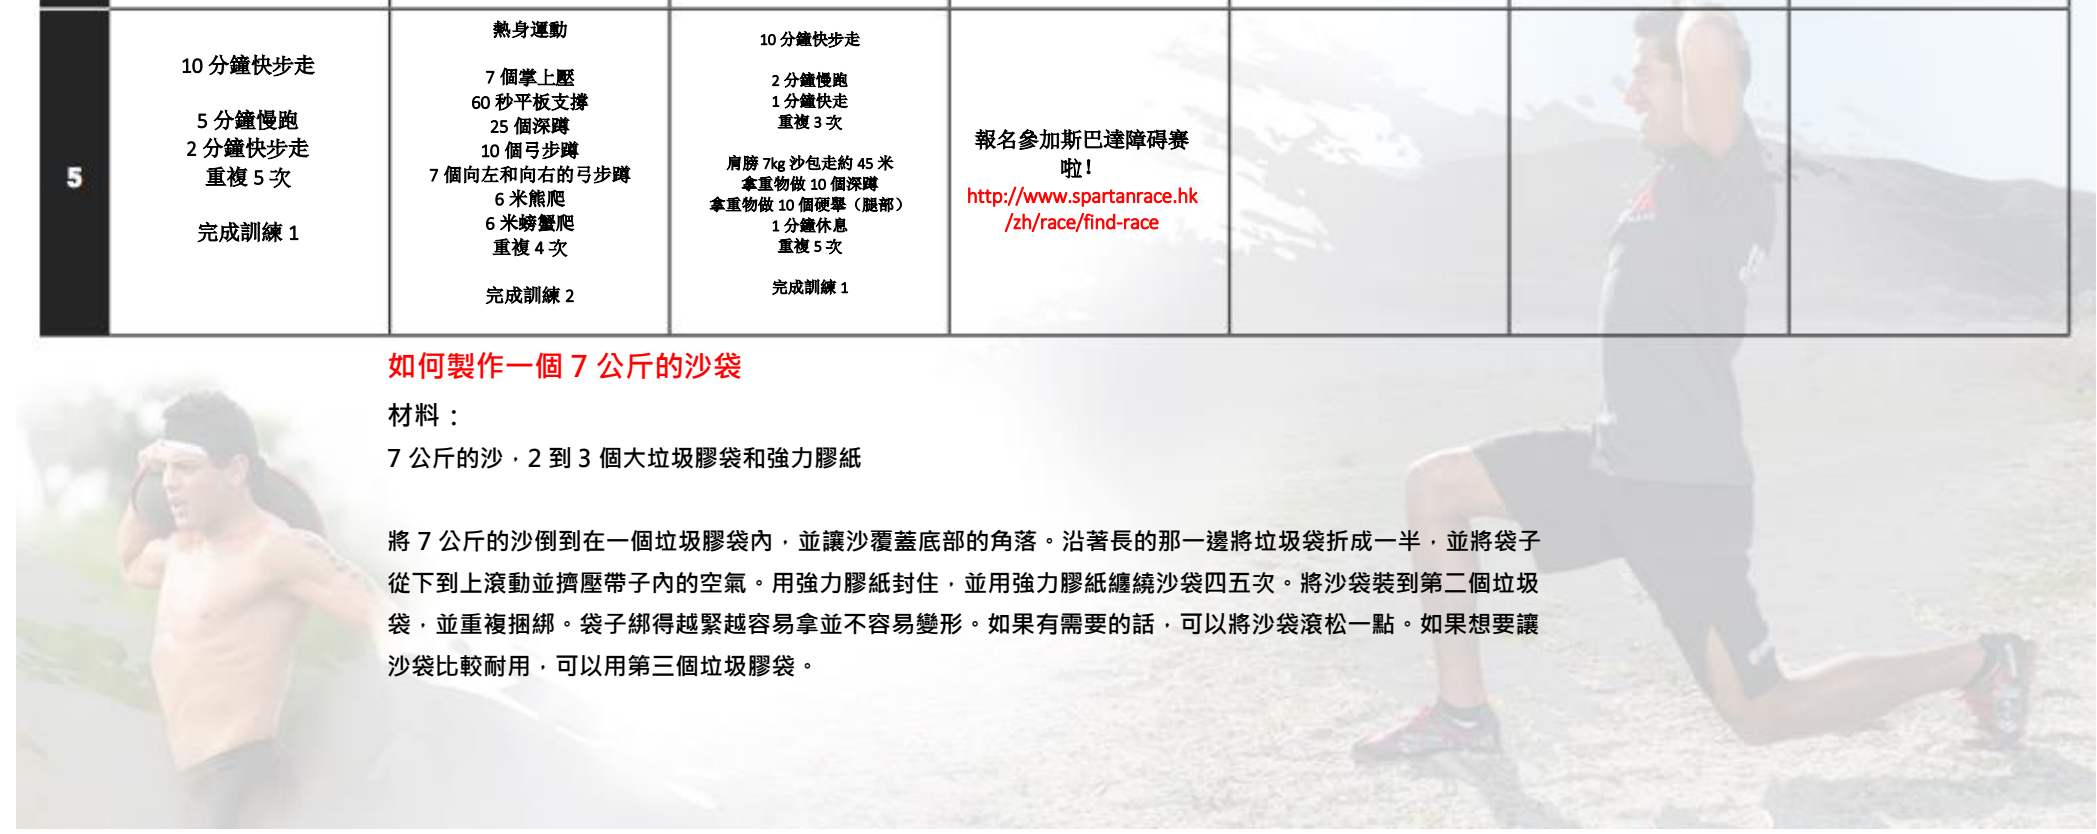 5
10 分鐘快步走
5 分鐘慢跑
2 分鐘快步走
重複 5 次
完成訓練 1
熱身運動
7 個掌上壓
60 秒平板支撐
25 個深蹲
10 個弓步蹲
7 個向左和向右的弓步蹲
6 米熊爬
6 米螃蟹爬
重複 4 次
完成訓練 2
10 分鐘快步走
2 分鐘慢跑
1 分鐘快走
重複 3 次
肩膀 7kg 沙包走約 45 米
拿重物做 10 個深蹲
拿重物做 10 個硬舉（腿部）
1 分鐘休息
重複 5 次
完成訓練 1
報名參加斯巴達障碍赛
啦！
http://www.spartanrace.hk
/zh/race/find-race
如何製作一個 7 公斤的沙袋
材料：
7 公斤的沙，2 到 3 個大垃圾膠袋和強力膠紙
將 7 公斤的沙倒到在一個垃圾膠袋內，並讓沙覆蓋底部的角落。沿著長的那一邊將垃圾袋折成一半，並將袋子
從下到上滾動並擠壓帶子內的空氣。用強力膠紙封住，並用強力膠紙纏繞沙袋四五次。將沙袋裝到第二個垃圾
袋，並重複捆綁。袋子綁得越緊越容易拿並不容易變形。如果有需要的話，可以將沙袋滾松一點。如果想要讓
沙袋比較耐用，可以用第三個垃圾膠袋。